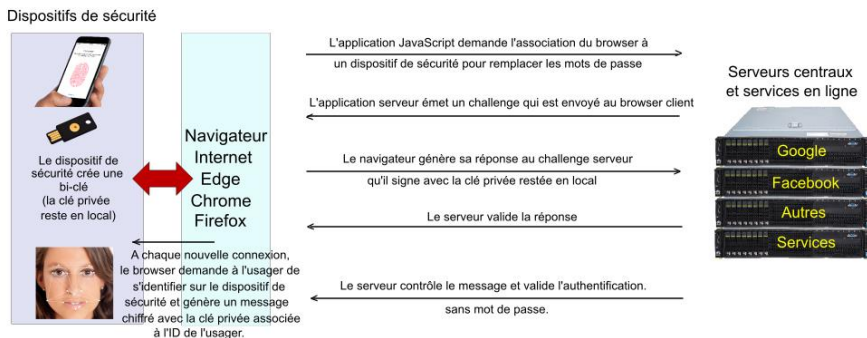 Dispositifs de sécurité
Le dispositif de
sécurité crée une
bi-clé
(la clé privée
reste en local)
Navigateur
Internet
Edge
Chrome
Firefox
A chaque nouvelle connexion,
le browser demande à l'usager de
s'identifier sur le dispositif de
sécurité et génère un message
chiffré avec la clé privée associée
à l'ID de l'usager.
L'application JavaScript demande l'association du browser à
un dispositif de sécurité pour remplacer les mots de passe
L'application serveur émet un challenge qui est envoyé au browser client
Le navigateur génère sa réponse au challenge serveur
qu'il signe avec la clé privée restée en local
Le serveur valide la réponse
Le serveur contrôle le message et valide l'authentification.
sans mot de passe.
Serveurs centraux
et services en ligne
Google
Facebook
Autres
Services